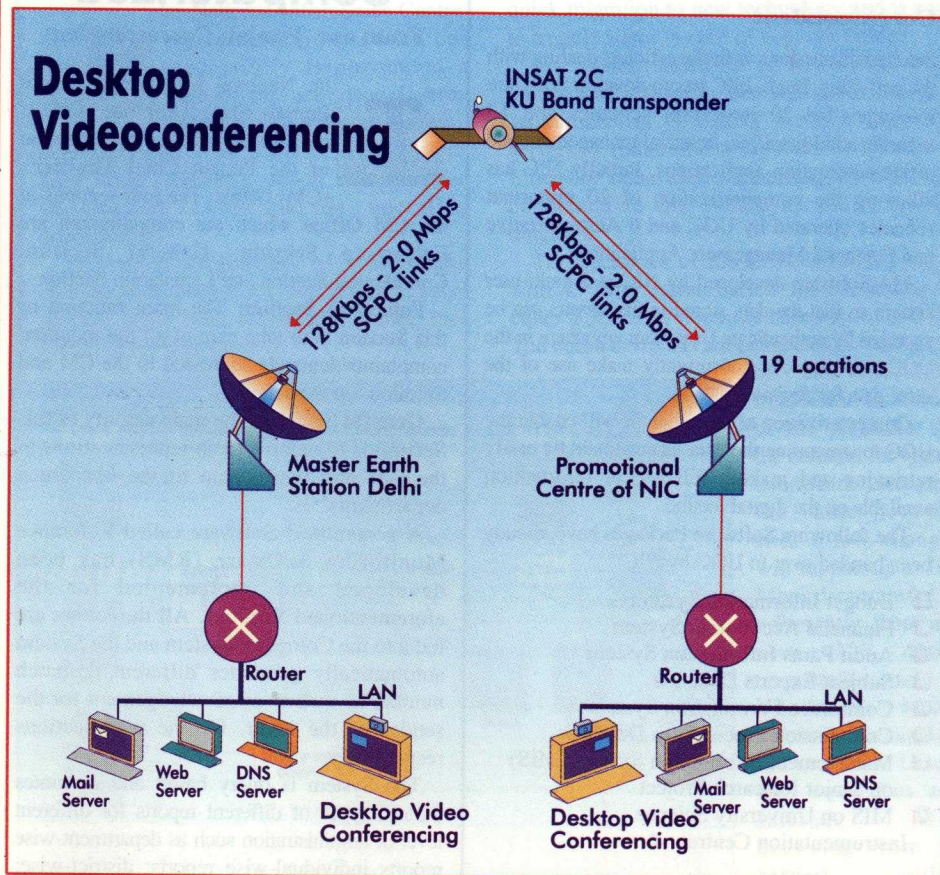 Desktop
Videoconferencing
INSAT 2C
KU Band Transponder
128Kbps - 2.0 Mbps
SCPC links
128Kbps - 2.0 Mbps
SCPC links
19 Locations
Master Earth
Station Delhi
Promotional
Centre of NIC
Router
LAN
Mail
Server
Web
Server
DNS
Server
Desktop Video
Conferencing
Router
LAN
Desktop Video
Conferencing
Mail
Server
Web
Server
DNS
Server